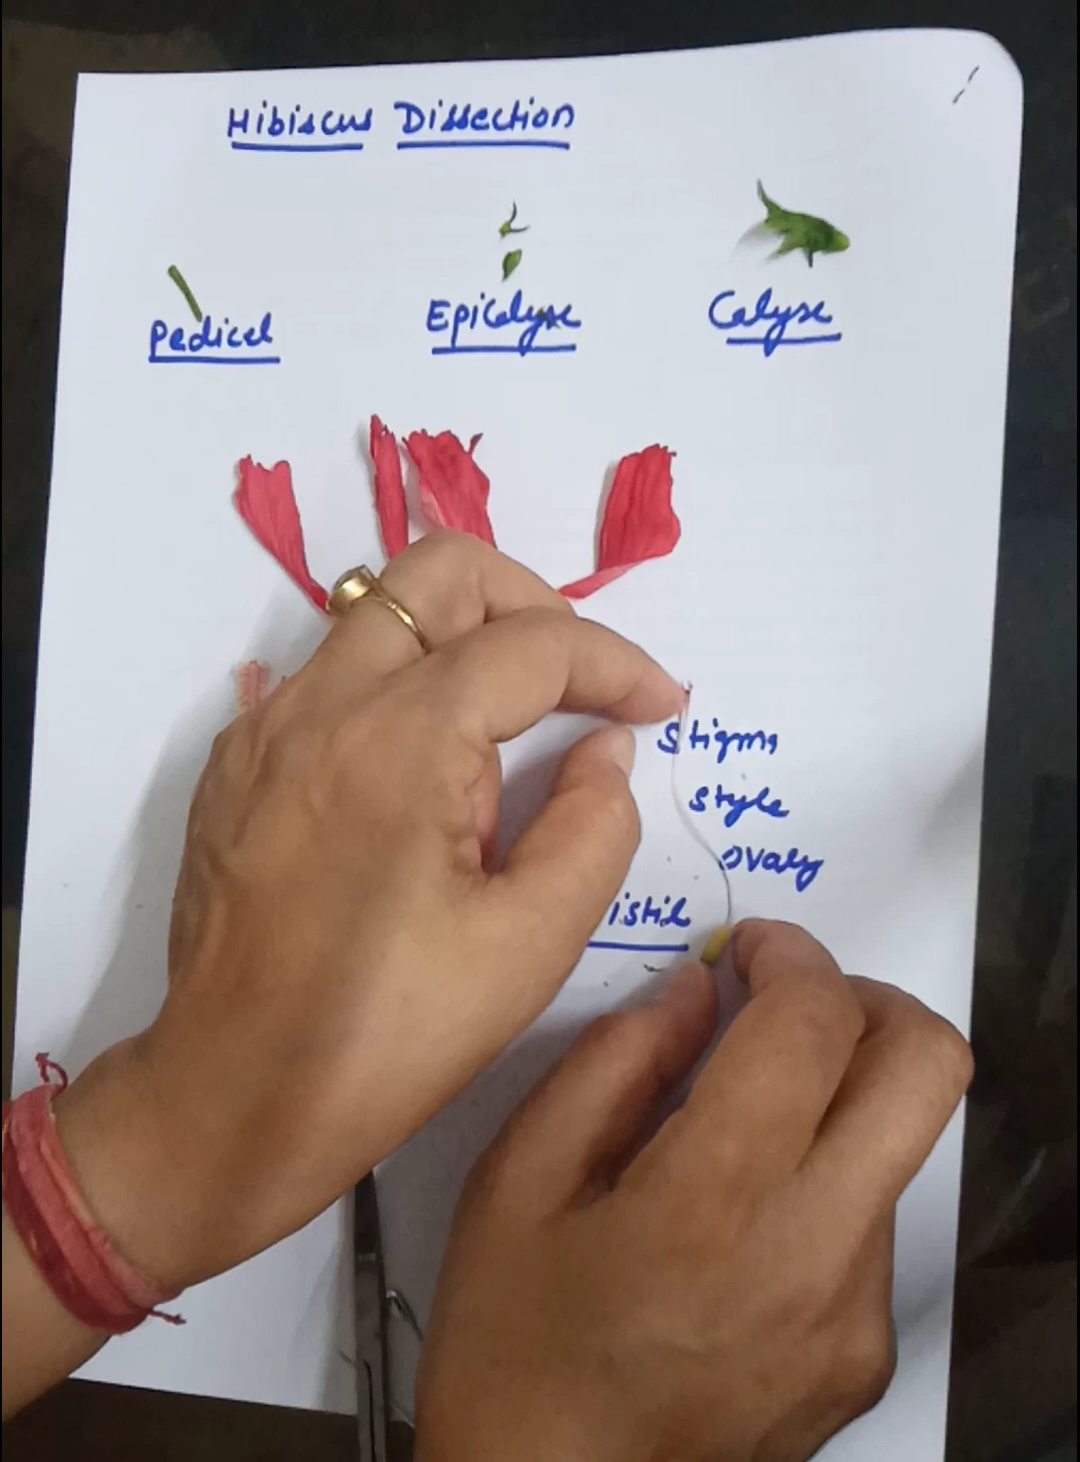 Hibiscus Dissection
Pedicel Epicalyx Calyx
Stigma
Style
Ovary
istil